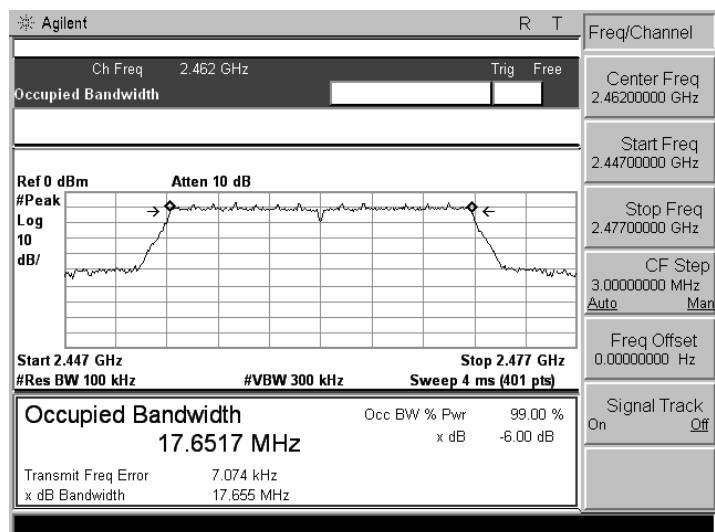 Agilent R T
Ch Freq 2.462 GHz Trig Free
Occupied Bandwidth
Ref 0 dBm Atten 10 dB
#Peak
Log
10
dB/
Start 2.447 GHz Stop 2.477 GHz
#Res BW 100 kHz #VBW 300 kHz Sweep 4 ms (401 pts)
Occupied Bandwidth Occ BW % Pwr 99.00 %
17.6517 MHz x dB -6.00 dB
Transmit Freq Error 7.074 kHz
x dB Bandwidth 17.655 MHz
Freq/Channel
Center Freq
2.46200000 GHz
Start Freq
2.44700000 GHz
Stop Freq
2.47700000 GHz
CF Step
3.00000000 MHz
Auto Man
Freq Offset
0.00000000 Hz
Signal Track
On Off